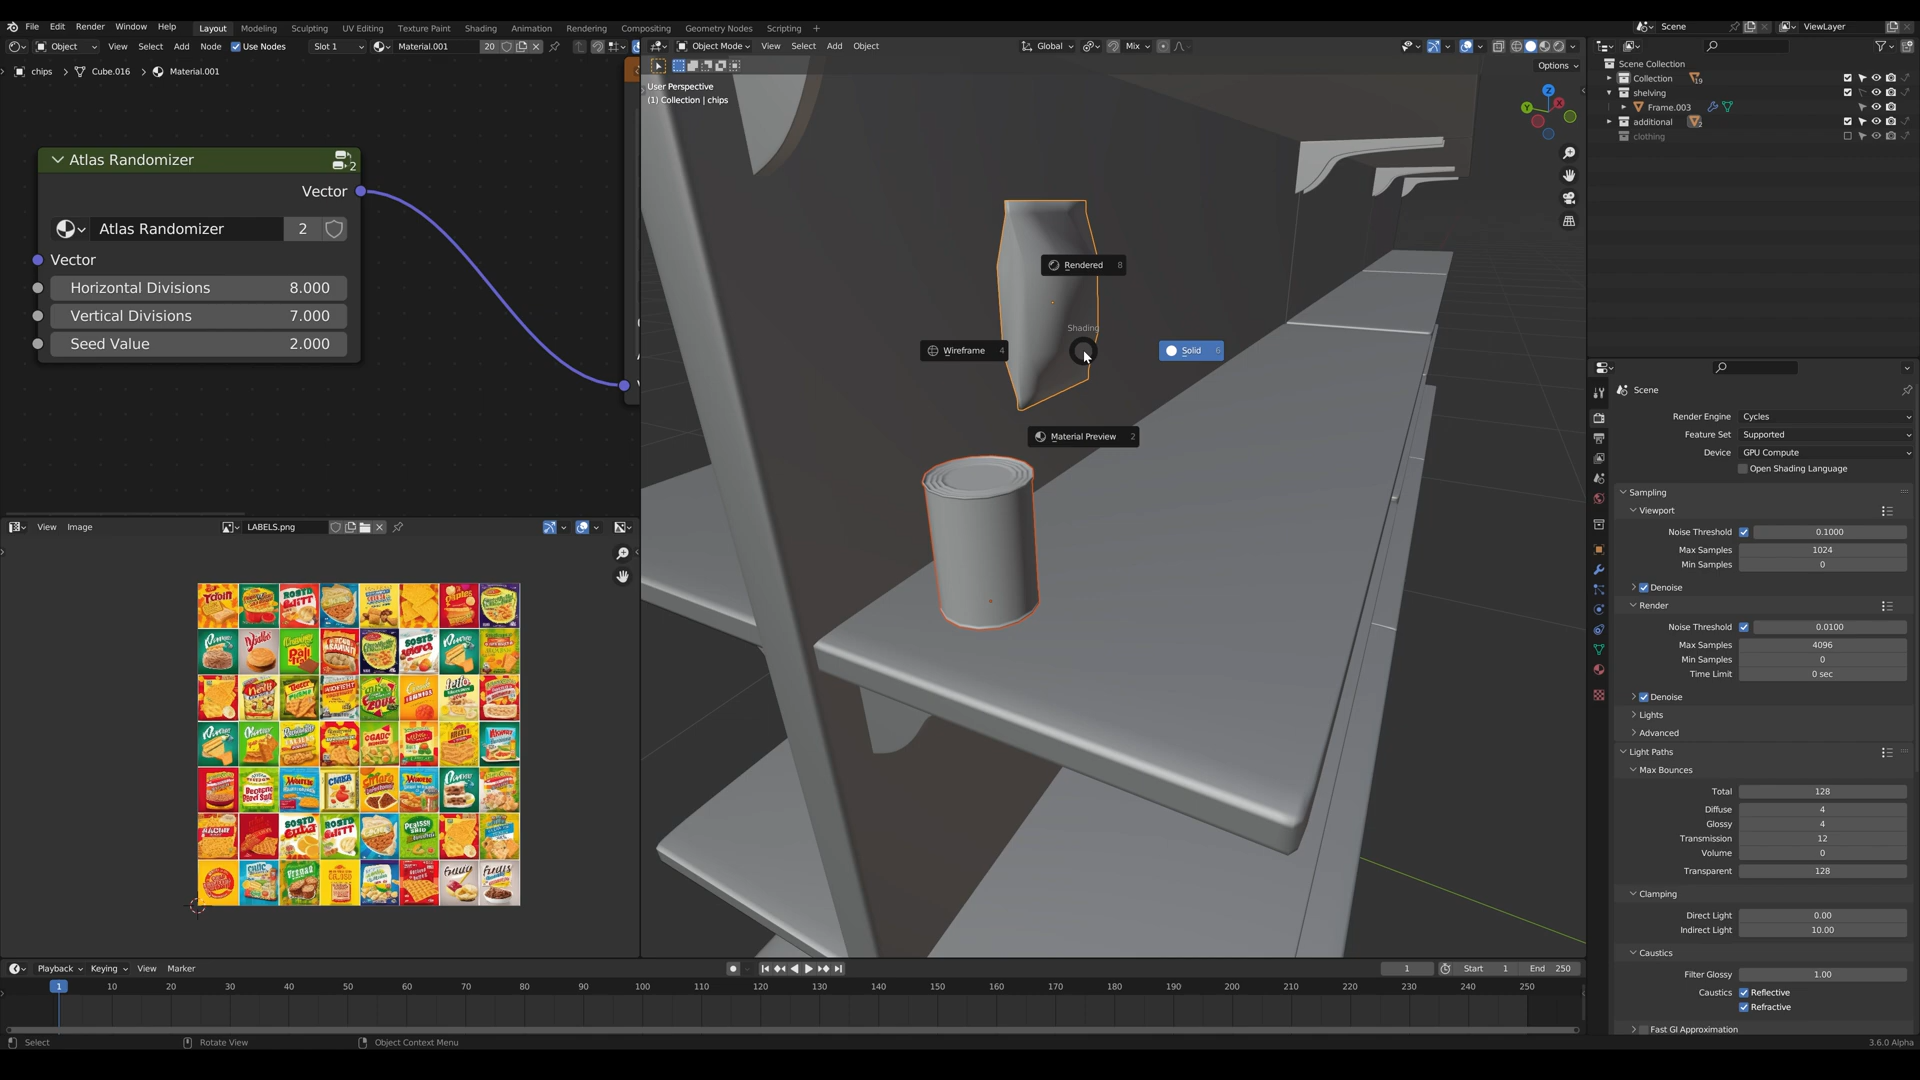 File Edit Render Window Help Layout Modeling Sculpting UV Editing Texture Paint Shading Animation Rendering Compositing Geometry Nodes Scripting + Scene ViewLayer
Object View Select Add Node Use Nodes Slot 1 Material.001 20
Object Mode View Select Add Object Global Mix
chips Cube.016 Material.001
Options
User Perspective
(1) Collection | chips
Atlas Randomizer 2
Vector
Atlas Randomizer 2
Vector
Horizontal Divisions 8.000
Vertical Divisions 7.000
Seed Value 2.000
Rendered 8
Shading
Wireframe 4
Solid 6
Material Preview 2
View Image LABELS.png
Scene Collection
Collection 19
shelving
Frame.003
additional 2
clothing
Scene
Render Engine Cycles
Feature Set Supported
Device GPU Compute
Open Shading Language
Sampling
Viewport
Noise Threshold 0.1000
Max Samples 1024
Min Samples 0
Denoise
Render
Noise Threshold 0.0100
Max Samples 4096
Min Samples 0
Time Limit 0 sec
Denoise
Lights
Advanced
Light Paths
Max Bounces
Total 128
Diffuse 4
Glossy 4
Transmission 12
Volume 0
Transparent 128
Clamping
Direct Light 0.00
Indirect Light 10.00
Caustics
Filter Glossy 1.00
Caustics Reflective
Refractive
Fast GI Approximation
Playback Keying View Marker 1 Start 1 End 250
1 10 20 30 40 50 60 70 80 90 100 110 120 130 140 150 160 170 180 190 200 210 220 230 240 250
Select Rotate View Object Context Menu 3.6.0 Alpha